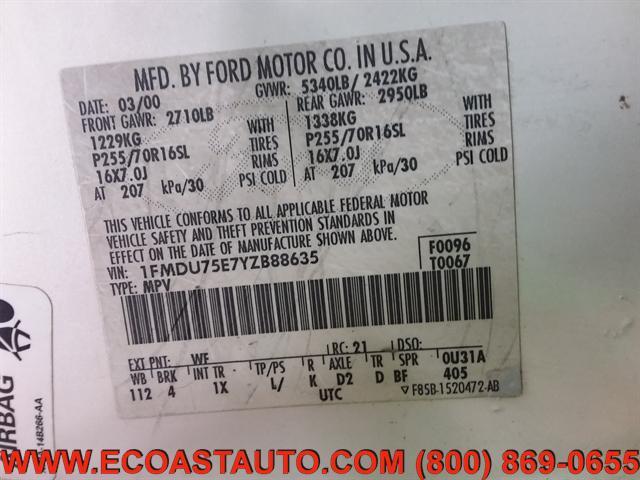 MFD. BY FORD MOTOR CO. IN U.S.A.
DATE: 03/00 GVWR: 5340LB/ 2422KG
FRONT GAWR: 2710LB REAR GAWR: 2950LB
1229KG WITH 1338KG WITH
P255/70R16SL TIRES P255/70R16SL TIRES
16X7.0J RIMS 16X7.0J RIMS
AT 207 kPa/30 PSI COLD AT 207 kPa/30 PSI COLD
THIS VEHICLE CONFORMS TO ALL APPLICABLE FEDERAL MOTOR
VEHICLE SAFETY AND THEFT PREVENTION STANDARDS IN
EFFECT ON THE DATE OF MANUFACTURE SHOWN ABOVE. F0096
VIN: 1FMDU75E7YZB88635 T0067
TYPE: MPV
EXT PNT: WF RC: 21 DSO:
WB BRK INT TR TP/PS R AXLE TR SPR 0U31A
112 4 1X L/ K D2 D BF 405
UTC ▽ F85B-1520472-AB
AIRBAG
14B266-AA
WWW.ECOASTAUTO.COM (800) 869-0655